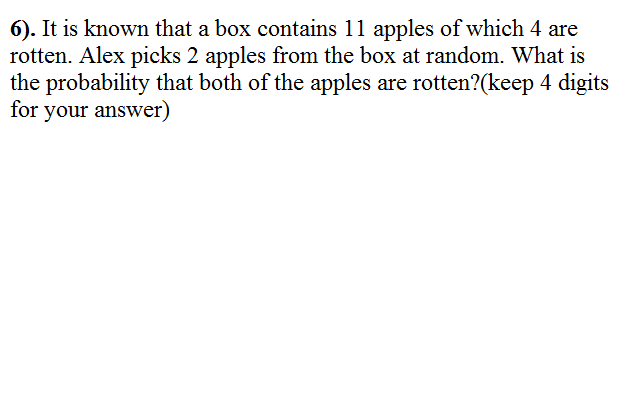 6). It is known that a box contains 11 apples of which 4 are
rotten. Alex picks 2 apples from the box at random. What is
the probability that both of the apples are rotten?(keep 4 digits
for your answer)